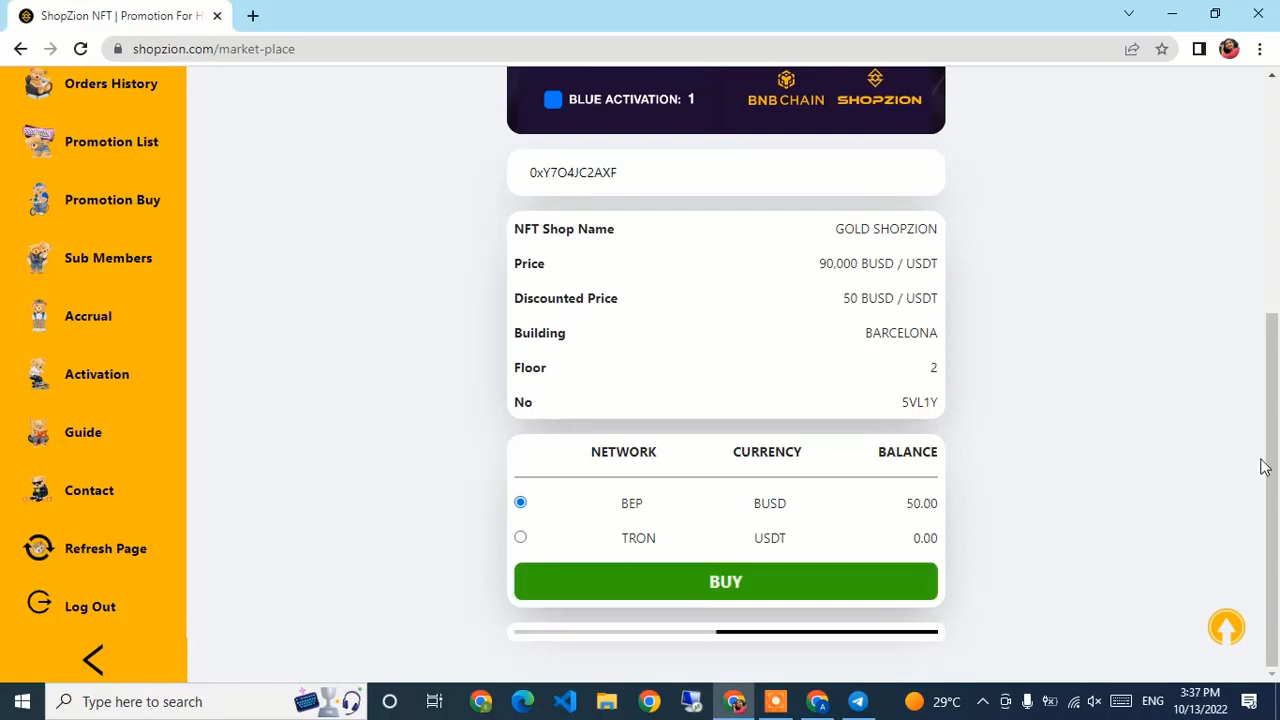 ShopZion NFT | Promotion For H
shopzion.com/market-place
Orders History
Promotion List
Promotion Buy
Sub Members
Accrual
Activation
Guide
Contact
Refresh Page
Log Out
BLUE ACTIVATION: 1
BNB CHAIN
SHOPZION
0xY7O4JC2AXF
NFT Shop Name GOLD SHOPZION
Price 90,000 BUSD / USDT
Discounted Price 50 BUSD / USDT
Building BARCELONA
Floor 2
No 5VL1Y
NETWORK CURRENCY BALANCE
BEP BUSD 50.00
TRON USDT 0.00
BUY
Type here to search
29°C
ENG
3:37 PM
10/13/2022